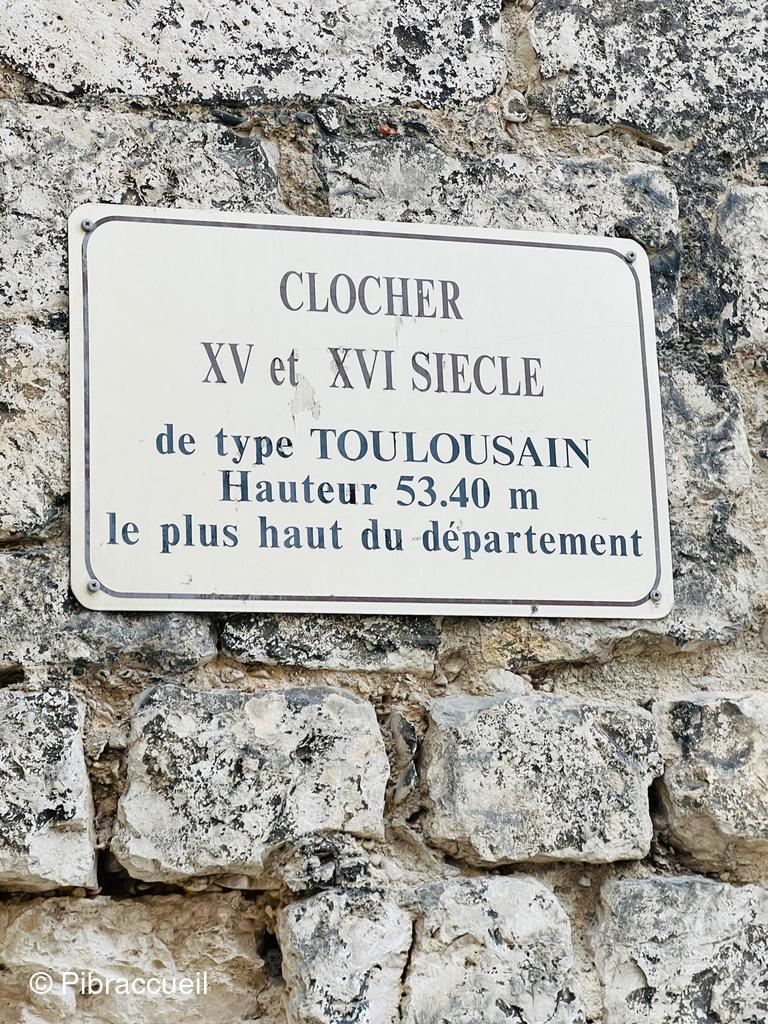 CLOCHER
XV et XVI SIECLE
de type TOULOUSAIN
Hauteur 53.40 m
le plus haut du département
© Pibraccueil